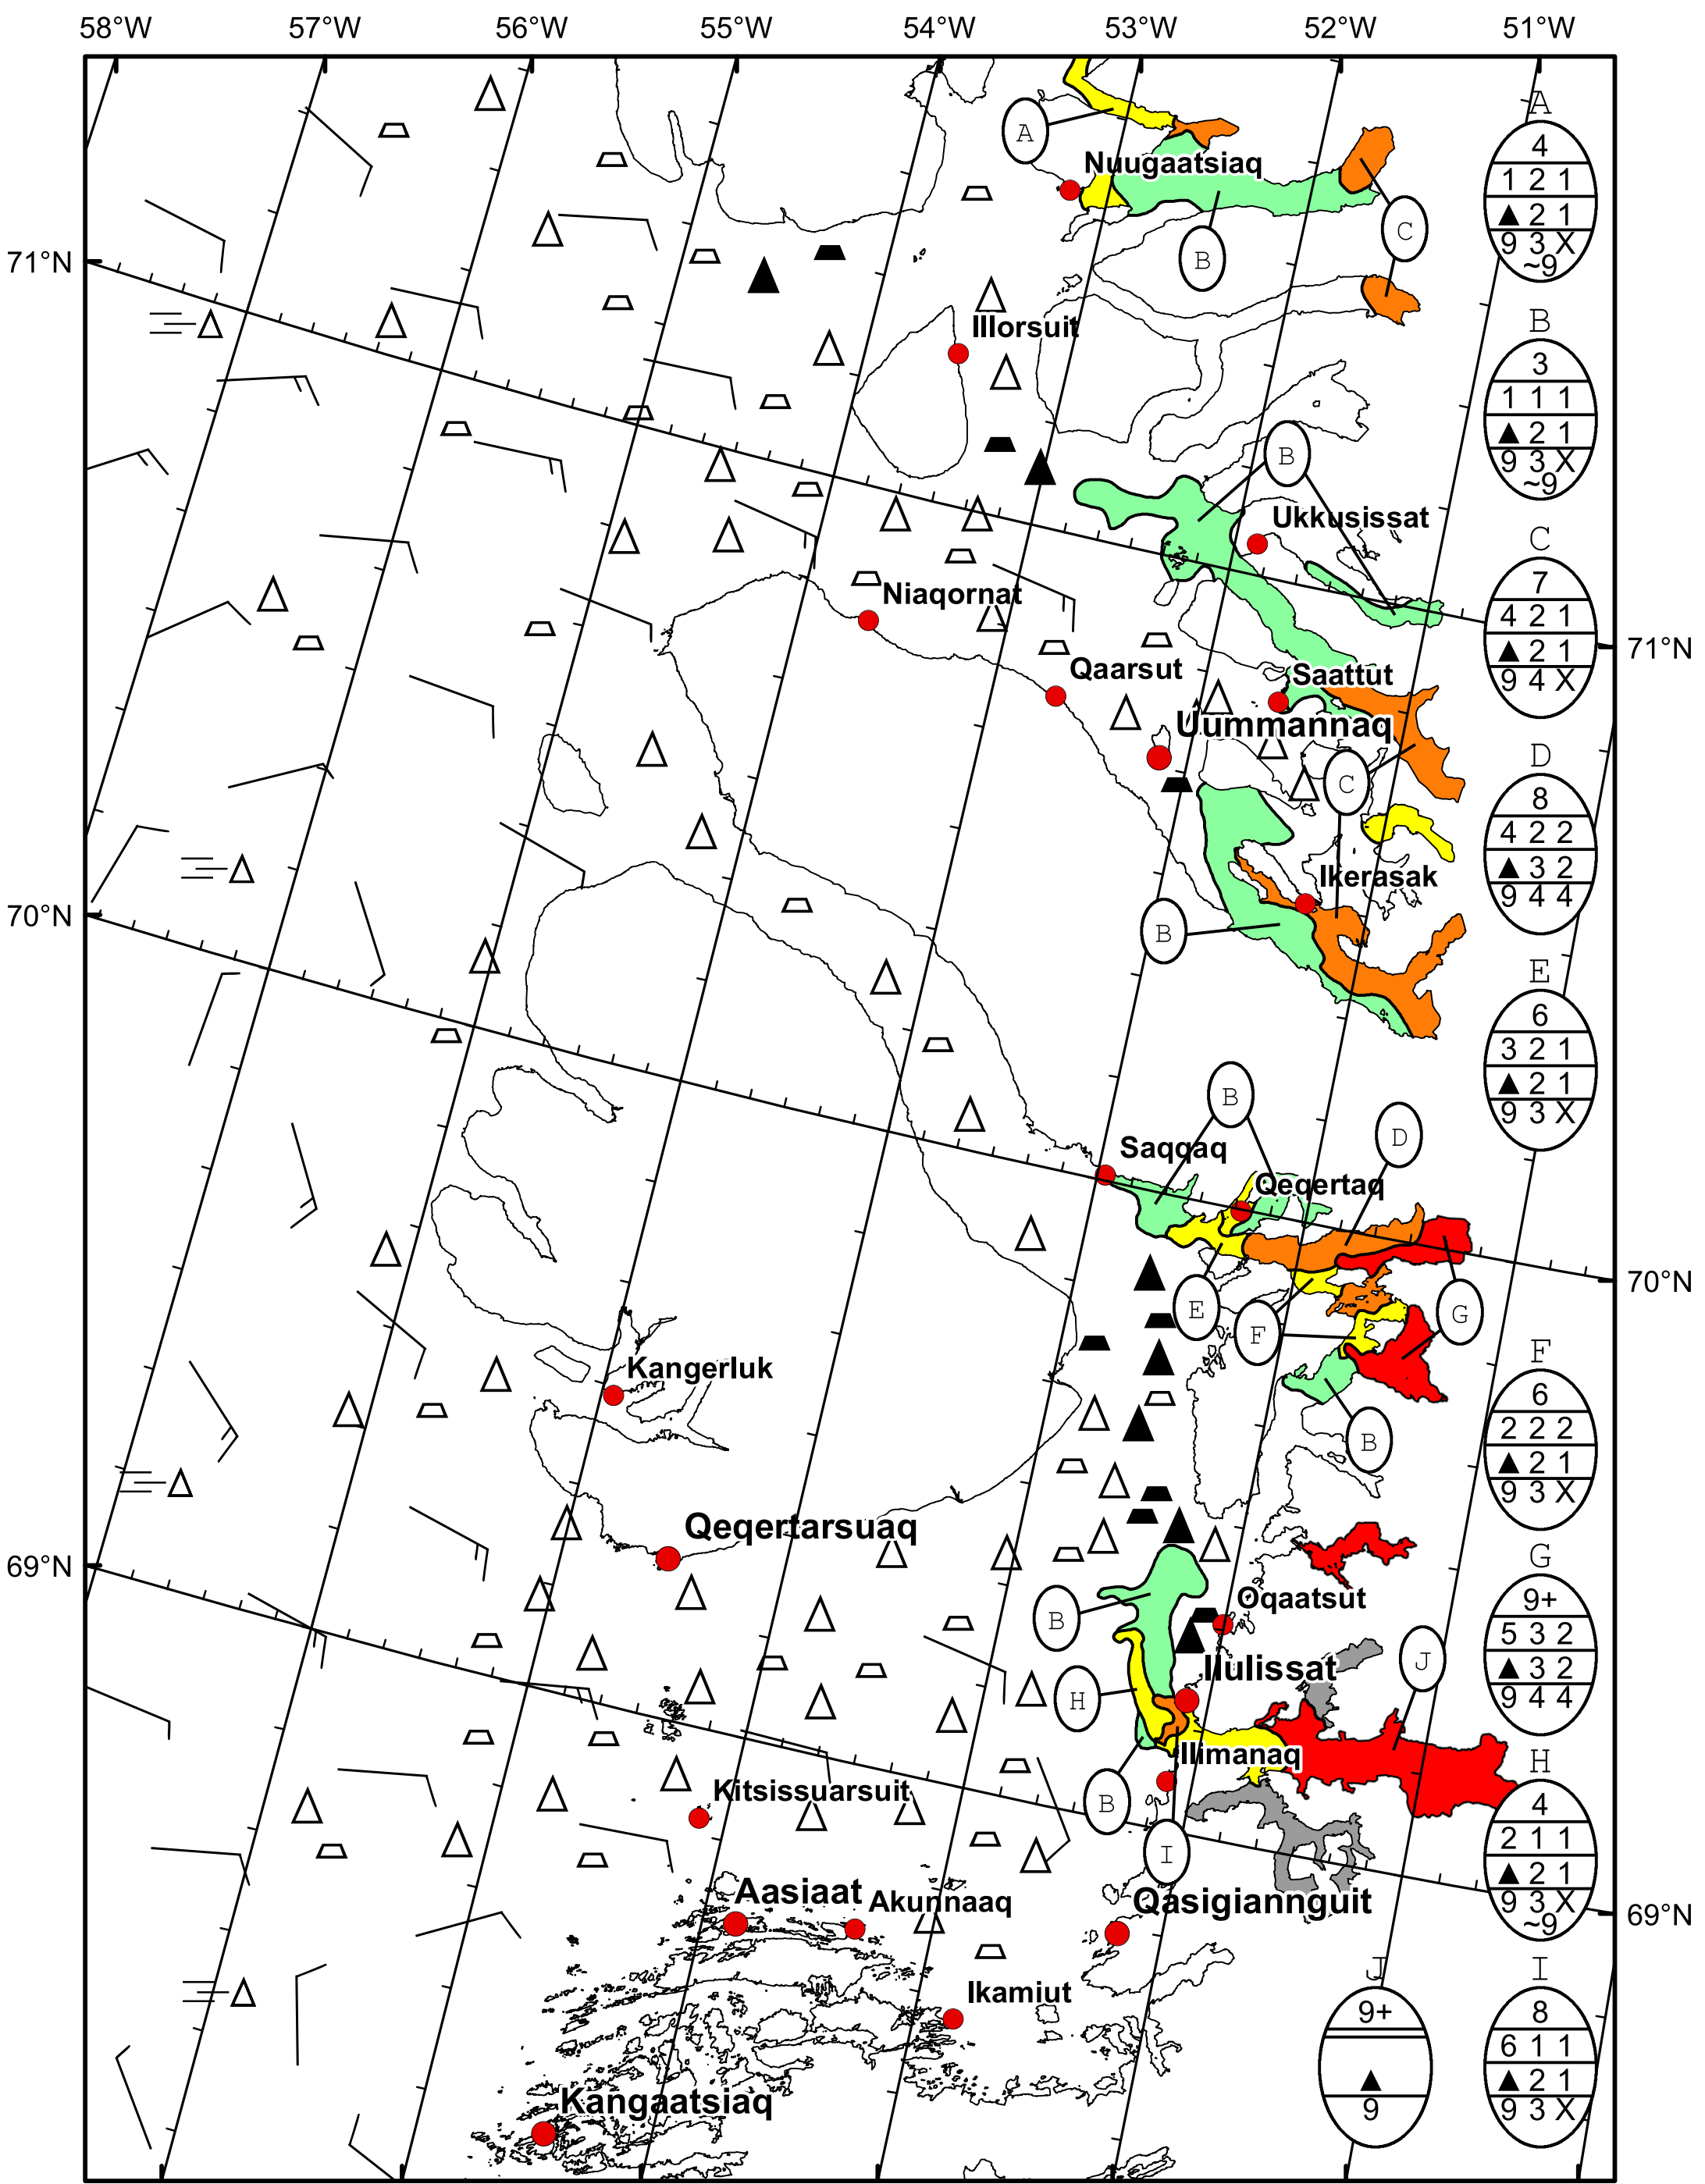 58°W 57°W 56°W 55°W 54°W 53°W 52°W 51°W
A
4
1 2 1
▲ 2 1
9 3 X
~9
A
Nuugaatsiaq
C
B
71°N
Illorsuit
B
3
1 1 1
▲ 2 1
9 3 X
~9
B
Ukkusissat
C
7
4 2 1
▲ 2 1
9 4 X
Niaqornat
71°N
Qaarsut
Saattut
Uummannaq
C
D
8
4 2 2
▲ 3 2
9 4 4
Ikerasak
70°N
B
E
6
3 2 1
▲ 2 1
9 3 X
B
D
Saqqaq
Qeqertaq
70°N
E
F
G
Kangerluk
F
6
2 2 2
▲ 2 1
9 3 X
B
Qeqertarsuaq
69°N
G
9+
5 3 2
▲ 3 2
9 4 4
B
Oqaatsut
Ilulissat
J
H
Ilimanaq
H
4
2 1 1
▲ 2 1
9 3 X
~9
Kitsissuarsuit
B
I
Aasiaat
Akunnaaq
Qasigiannguit
69°N
Ikamiut
J
9+
▲
9
I
8
6 1 1
▲ 2 1
9 3 X
Kangaatsiaq